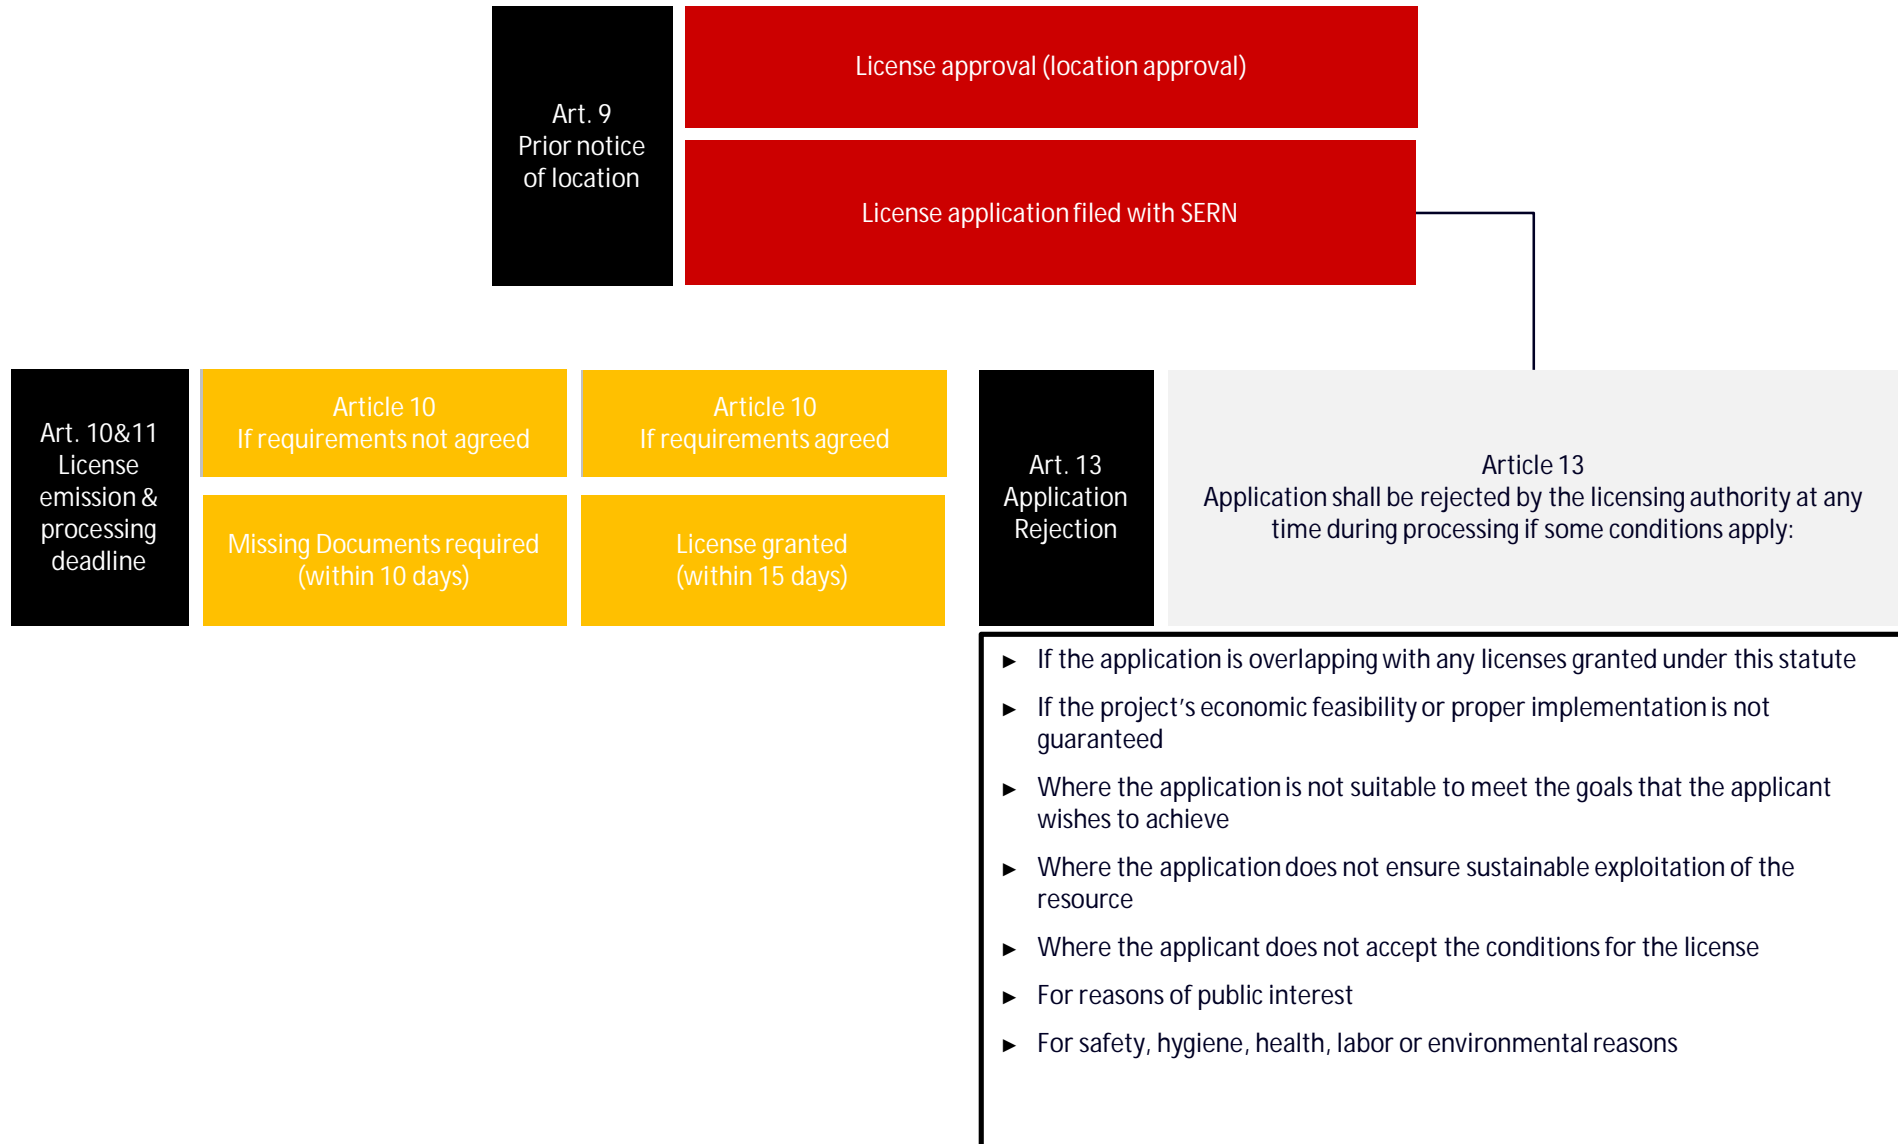 Art. 9
Prior notice
of location
License approval (location approval)
License application filed with SERN
Art. 10&11
License
emission &
processing
deadline
Article 10
If requirements not agreed
Article 10
If requirements agreed
Missing Documents required
(within 10 days)
License granted
(within 15 days)
Art. 13
Application
Rejection
Article 13
Application shall be rejected by the licensing authority at any
time during processing if some conditions apply:
► If the application is overlapping with any licenses granted under this statute
► If the project's economic feasibility or proper implementation is not
guaranteed
► Where the application is not suitable to meet the goals that the applicant
wishes to achieve
► Where the application does not ensure sustainable exploitation of the
resource
► Where the applicant does not accept the conditions for the license
► For reasons of public interest
► For safety, hygiene, health, labor or environmental reasons